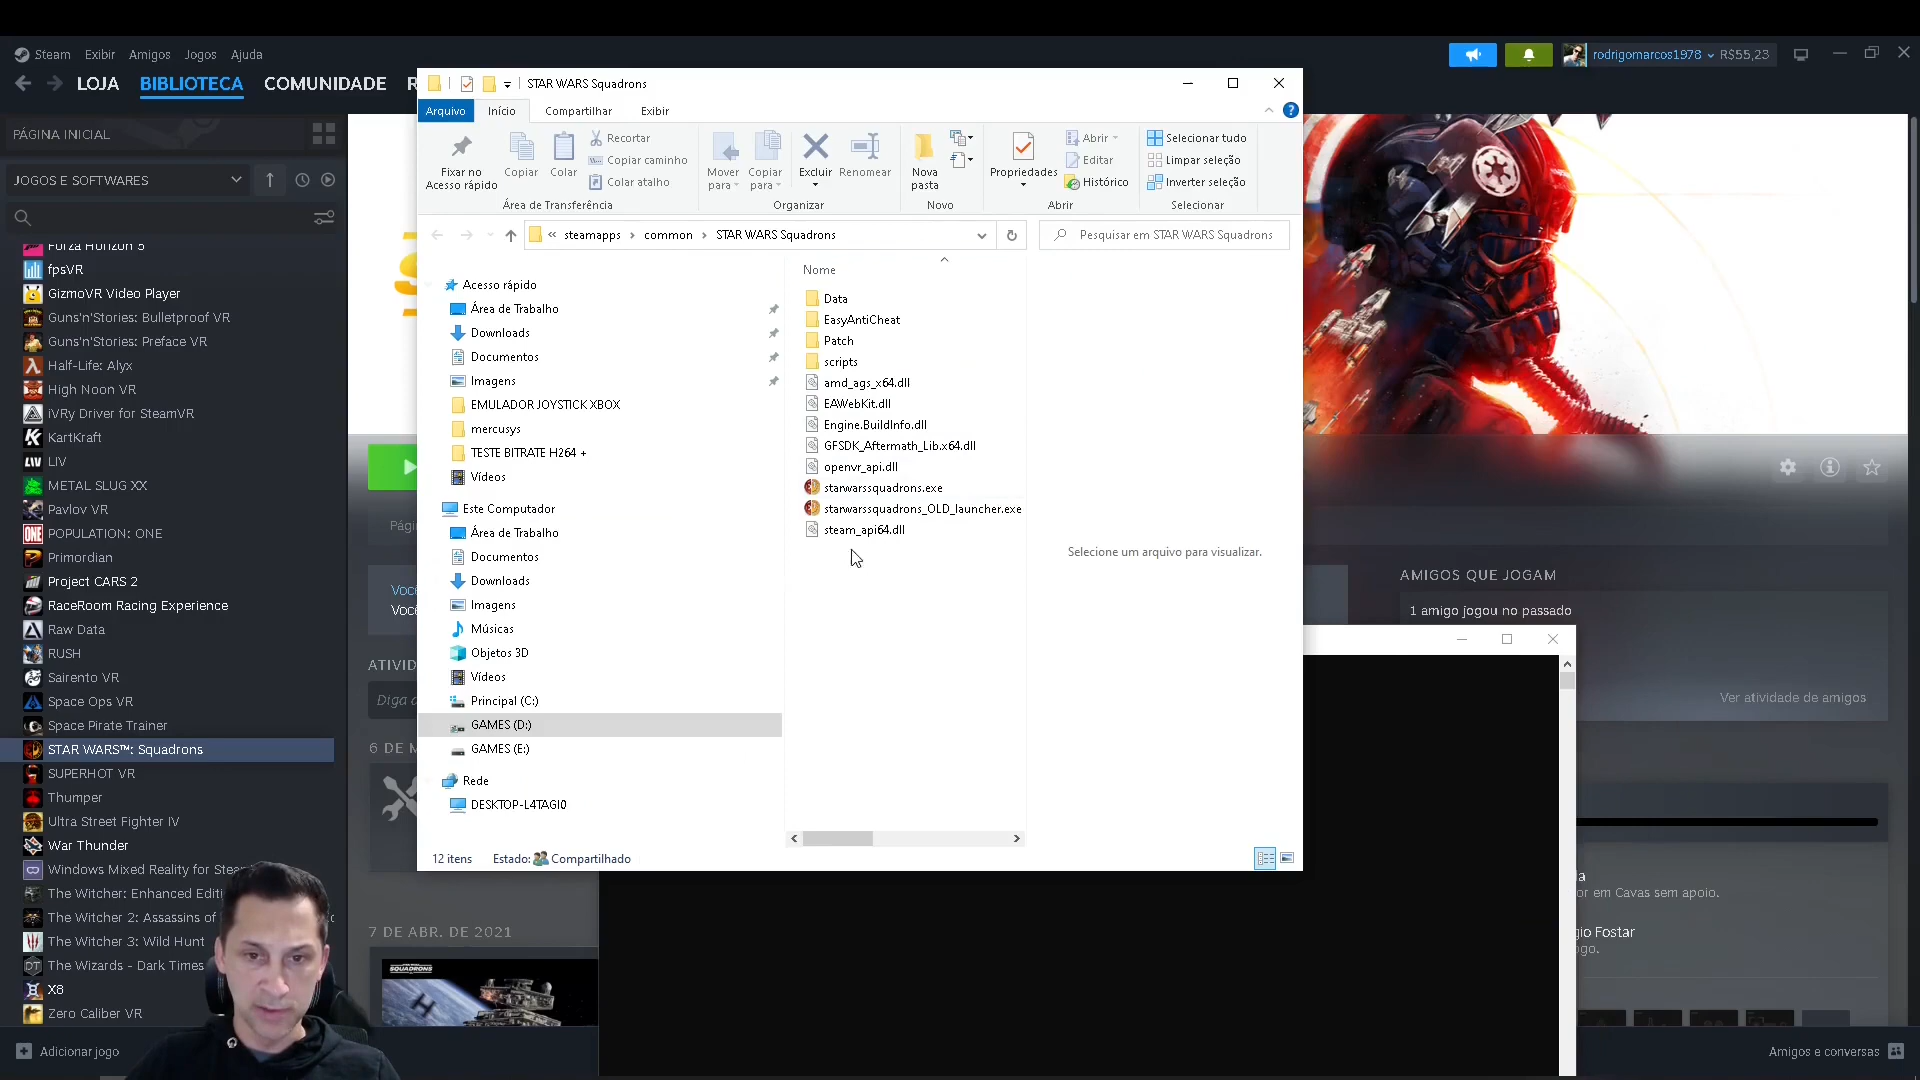 Steam Exibir Amigos Jogos Ajuda
rodrigomarcos1978 R$55,23
LOJA BIBLIOTECA COMUNIDADE
PÁGINA INICIAL
JOGOS E SOFTWARES
Forza Horizon 5
fpsVR
GizmoVR Video Player
Guns'n'Stories: Bulletproof VR
Guns'n'Stories: Preface VR
Half-Life: Alyx
High Noon VR
iVRy Driver for SteamVR
KartKraft
LIV
METAL SLUG XX
Pavlov VR
POPULATION: ONE
Primordian
Project CARS 2
RaceRoom Racing Experience
Raw Data
RUSH
Sairento VR
Space Ops VR
Space Pirate Trainer
STAR WARS™: Squadrons
SUPERHOT VR
Thumper
Ultra Street Fighter IV
War Thunder
Windows Mixed Reality for Stea
The Witcher: Enhanced Editi
The Witcher 2: Assassins of
The Witcher 3: Wild Hunt
The Wizards - Dark Times
X8
Zero Caliber VR
Adicionar jogo
STAR WARS Squadrons
Arquivo Início Compartilhar Exibir
Fixar no
Acesso rápido
Copiar
Colar
Recortar
Copiar caminho
Colar atalho
Mover
para
Copiar
para
Excluir
Renomear
Nova
pasta
Propriedades
Abrir
Editar
Histórico
Selecionar tudo
Limpar seleção
Inverter seleção
Área de Transferência Organizar Novo Abrir Selecionar
« steamapps › common › STAR WARS Squadrons
Pesquisar em STAR WARS Squadrons
Acesso rápido
Área de Trabalho
Downloads
Documentos
Imagens
EMULADOR JOYSTICK XBOX
mercusys
TESTE BITRATE H264 +
Vídeos
Este Computador
Área de Trabalho
Documentos
Downloads
Imagens
Músicas
Objetos 3D
Vídeos
Principal (C:)
GAMES (D:)
GAMES (E:)
Rede
DESKTOP-L4TAGI0
Nome
Data
EasyAntiCheat
Patch
scripts
amd_ags_x64.dll
EAWebKit.dll
Engine.BuildInfo.dll
GFSDK_Aftermath_Lib.x64.dll
openvr_api.dll
starwarssquadrons.exe
starwarssquadrons_OLD_launcher.exe
steam_api64.dll
Selecione um arquivo para visualizar.
12 itens Estado: Compartilhado
Págin
Você
Você
ATIVID
Diga
6 DE M
7 DE ABR. DE 2021
SQUADRONS
AMIGOS QUE JOGAM
1 amigo jogou no passado
Ver atividade de amigos
or em Cavas sem apoio.
gio Fostar
ogo.
Amigos e conversas